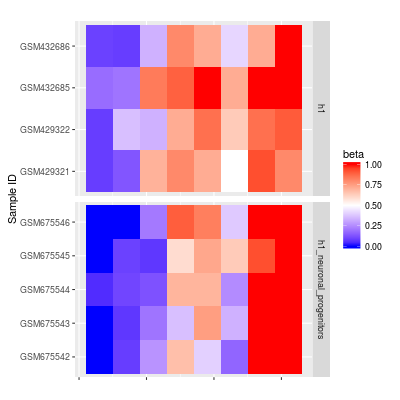 GSM432686
GSM432685
GSM429322
GSM429321
h1
GSM675546
GSM675545
GSM675544
GSM675543
GSM675542
h1_neuronal_progenitors
Sample ID
beta
1.00
0.75
0.50
0.25
0.00